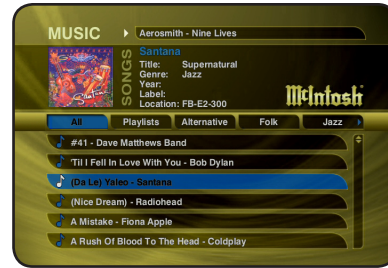 MUSIC
Aerosmith - Nine Lives
SONGS
Santana
Title: Supernatural
Genre: Jazz
Year:
Label:
Location: FB-E2-300
McIntosh
All Playlists Alternative Folk Jazz
#41 - Dave Matthews Band
'Til I Fell In Love With You - Bob Dylan
(Da Le) Yaleo - Santana
(Nice Dream) - Radiohead
A Mistake - Fiona Apple
A Rush Of Blood To The Head - Coldplay
Santana